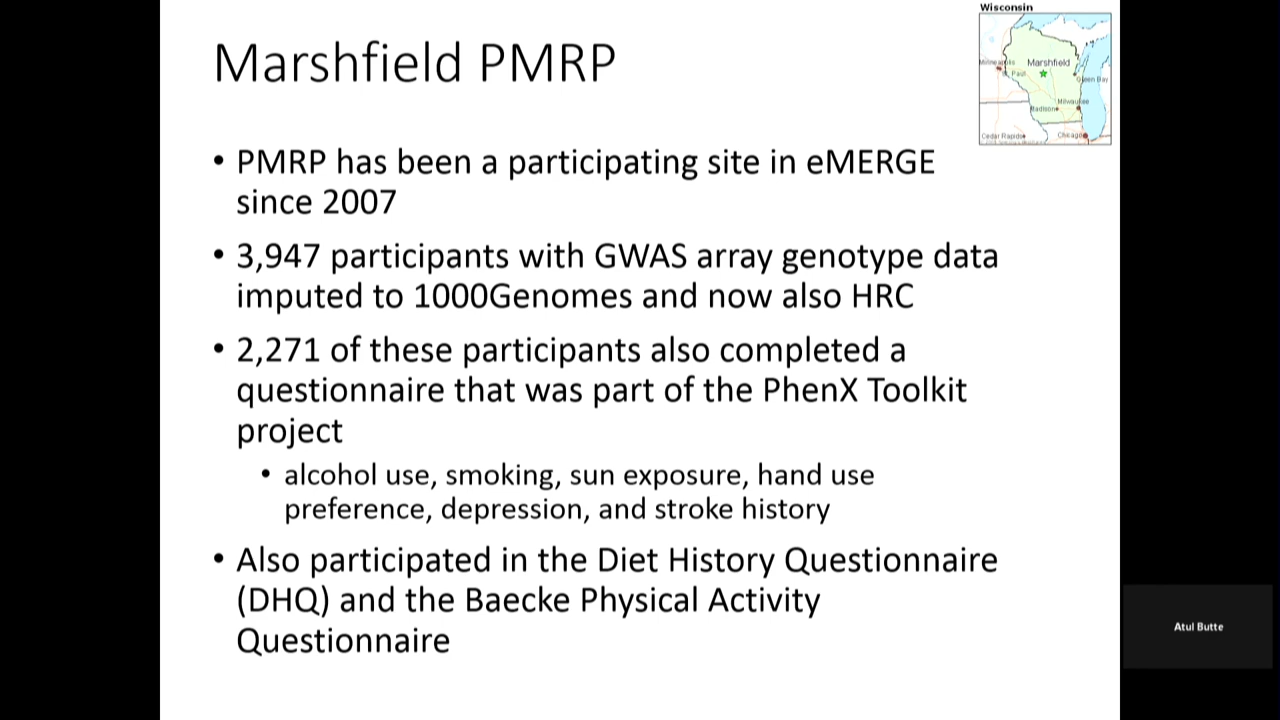 Wisconsin
Marshfield PMRP
Marshfield
Paul
Green Bay
Milwaukee
Madison
Cedar Rapids
Chicago
• PMRP has been a participating site in eMERGE
since 2007
• 3,947 participants with GWAS array genotype data
imputed to 1000Genomes and now also HRC
• 2,271 of these participants also completed a
questionnaire that was part of the PhenX Toolkit
project
• alcohol use, smoking, sun exposure, hand use
preference, depression, and stroke history
• Also participated in the Diet History Questionnaire
(DHQ) and the Baecke Physical Activity
Questionnaire
Atul Butte